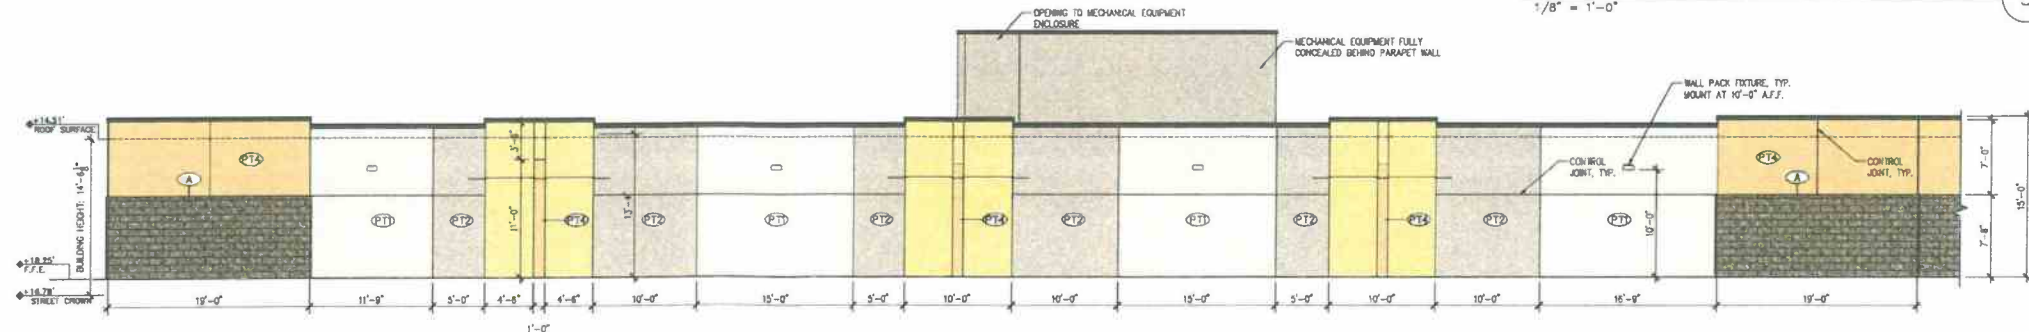 1/8" = 1'-0"
OPENING TO MECHANICAL EQUIPMENT
ENCLOSURE
MECHANICAL EQUIPMENT FULLY
CONCEALED BEHIND PARAPET WALL
WALL PACK FIXTURE, TYP.
MOUNT AT 10'-0" A.F.F.
+14.51'
ROOF SURFACE
BUILDING HEIGHT: 14'-6
+18.25'
F.F.E.
+16.78'
STREET CROWN
A
PT4
PT1
PT2
11'-0"
PT4
13'-4"
PT2
PT1
PT2
PT4
PT2
PT1
PT2
PT4
PT2
CONTROL
JOINT, TYP.
PT1
10'-0"
PT4
A
CONTROL
JOINT, TYP.
7'-0"
7'-8"
15'-0"
19'-0"
11'-9"
5'-0"
4'-6"
1'-0"
4'-6"
10'-0"
15'-0"
5'-0"
10'-0"
10'-0"
15'-0"
5'-0"
10'-0"
10'-0"
16'-9"
19'-0"